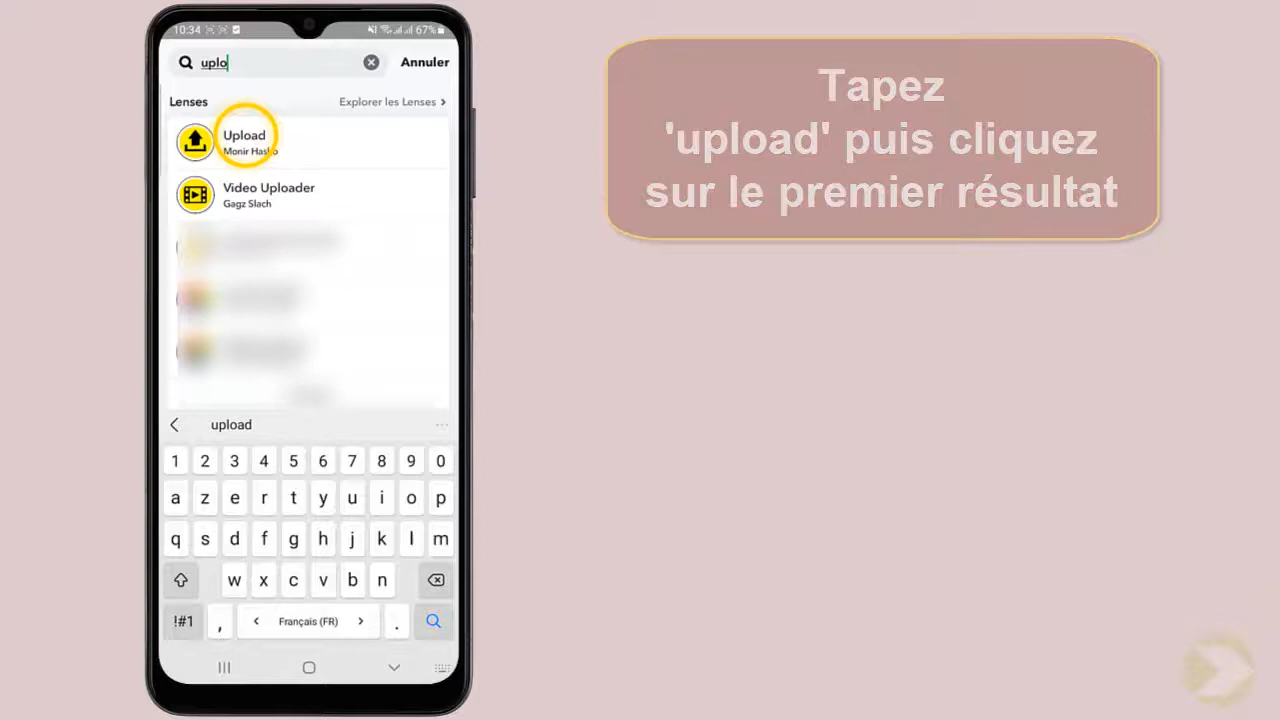 10:34
67%
uplo
Annuler
Lenses
Explorer les Lenses >
Upload
Video Uploader
Gagz Slach
Tapez
'upload' puis cliquez
sur le premier résultat
upload
1 2 3 4 5 6 7 8 9 0
a z e r t y u i o p
q s d f g h j k l m
w x c v b n
!#1 , < Français (FR) > .